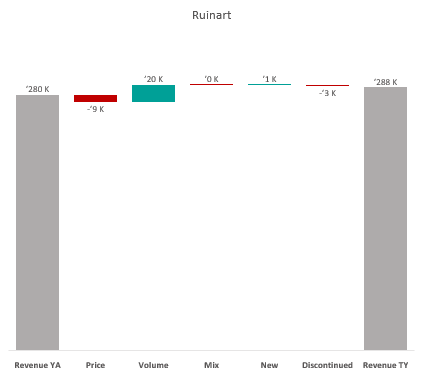 Ruinart
‘280 K
-‘9 K
‘20 K
‘0 K
‘1 K
-‘3 K
‘288 K
Revenue YA
Price
Volume
Mix
New
Discontinued
Revenue TY